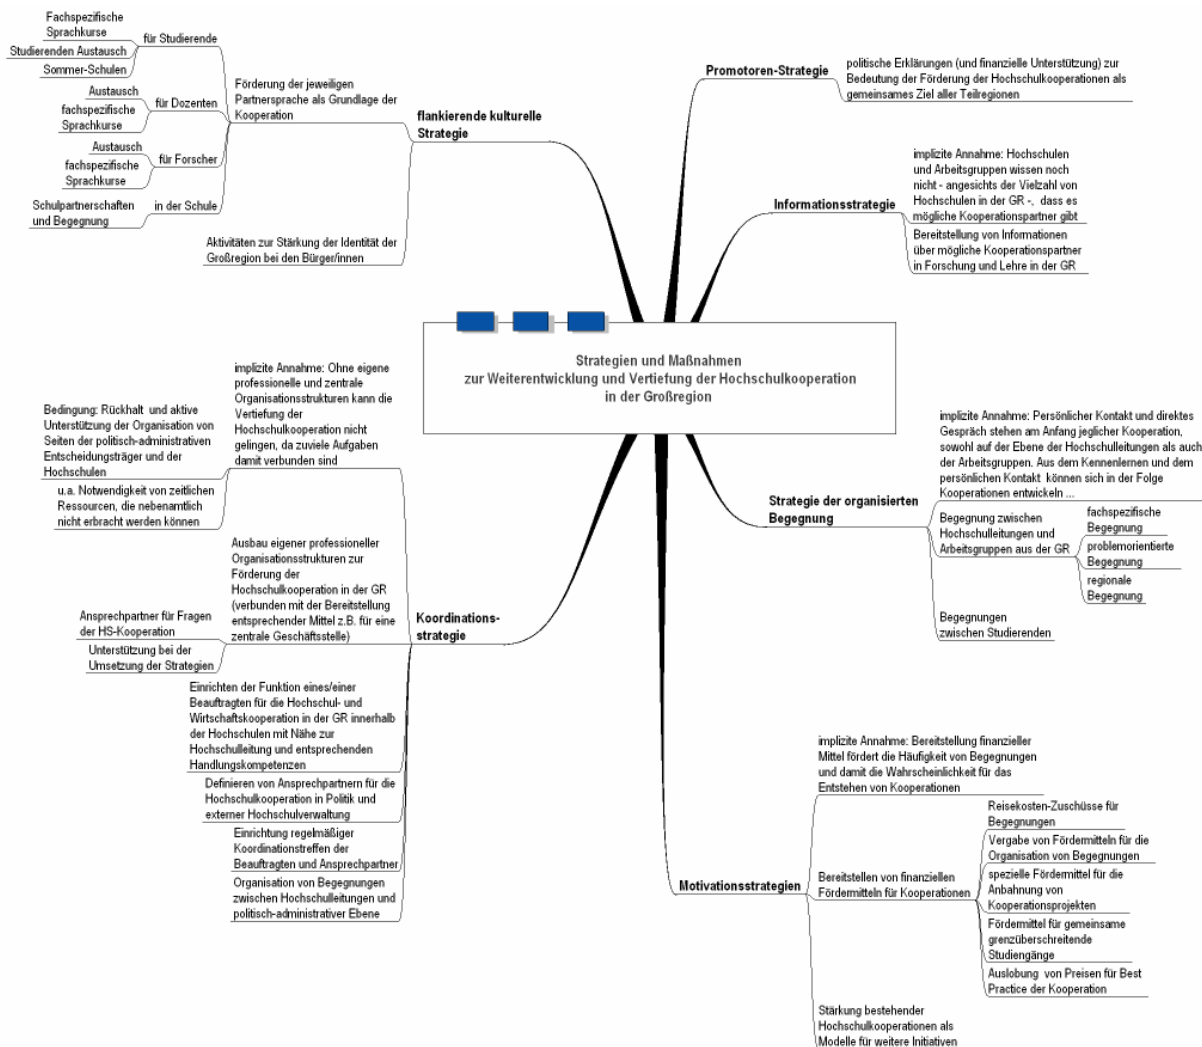 Strategien und Maßnahmen
zur Weiterentwicklung und Vertiefung der Hochschulkooperation
in der Großregion
flankierende kulturelle
Strategie
Förderung der jeweiligen
Partnersprache als Grundlage der
Kooperation
für Studierende
Fachspezifische
Sprachkurse
Studierenden Austausch
Sommer-Schulen
für Dozenten
Austausch
fachspezifische
Sprachkurse
für Forscher
Austausch
fachspezifische
Sprachkurse
in der Schule
Schulpartnerschaften
und Begegnung
Aktivitäten zur Stärkung der Identität der
Großregion bei den Bürger/innen
Promotoren-Strategie
politische Erklärungen (und finanzielle Unterstützung) zur
Bedeutung der Förderung der Hochschulkooperationen als
gemeinsames Ziel aller Teilregionen
Informationsstrategie
implizite Annahme: Hochschulen
und Arbeitsgruppen wissen noch
nicht - angesichts der Vielzahl von
Hochschulen in der GR -, dass es
mögliche Kooperationspartner gibt
Bereitstellung von Informationen
über mögliche Kooperationspartner
in Forschung und Lehre in der GR
Strategie der organisierten
Begegnung
implizite Annahme: Persönlicher Kontakt und direktes
Gespräch stehen am Anfang jeglicher Kooperation,
sowohl auf der Ebene der Hochschulleitungen als auch
der Arbeitsgruppen. Aus dem Kennenlernen und dem
persönlichen Kontakt können sich in der Folge
Kooperationen entwickeln ...
Begegnung zwischen
Hochschulleitungen und
Arbeitsgruppen aus der GR
fachspezifische
Begegnung
problemorientierte
Begegnung
regionale
Begegnung
Begegnungen
zwischen Studierenden
Motivationsstrategien
implizite Annahme: Bereitstellung finanzieller
Mittel fördert die Häufigkeit von Begegnungen
und damit die Wahrscheinlichkeit für das
Entstehen von Kooperationen
Bereitstellen von finanziellen
Fördermitteln für Kooperationen
Reisekosten-Zuschüsse für
Begegnungen
Vergabe von Fördermitteln für die
Organisation von Begegnungen
spezielle Fördermittel für die
Anbahnung von
Kooperationsprojekten
Fördermittel für gemeinsame
grenzüberschreitende
Studiengänge
Auslobung von Preisen für Best
Practice der Kooperation
Stärkung bestehender
Hochschulkooperationen als
Modelle für weitere Initiativen
Koordinations-
strategie
implizite Annahme: Ohne eigene
professionelle und zentrale
Organisationsstrukturen kann die
Vertiefung der
Hochschulkooperation nicht
gelingen, da zuviele Aufgaben
damit verbunden sind
Bedingung: Rückhalt und aktive
Unterstützung der Organisation von
Seiten der politisch-administrativen
Entscheidungsträger und der
Hochschulen
u.a. Notwendigkeit von zeitlichen
Ressourcen, die nebenamtlich
nicht erbracht werden können
Ausbau eigener professioneller
Organisationsstrukturen zur
Förderung der
Hochschulkooperation in der GR
(verbunden mit der Bereitstellung
entsprechender Mittel z.B. für eine
zentrale Geschäftsstelle)
Ansprechpartner für Fragen
der HS-Kooperation
Unterstützung bei der
Umsetzung der Strategien
Einrichten der Funktion eines/einer
Beauftragten für die Hochschul- und
Wirtschaftskooperation in der GR innerhalb
der Hochschulen mit Nähe zur
Hochschulleitung und entsprechenden
Handlungskompetenzen
Definieren von Ansprechpartnern für die
Hochschulkooperation in Politik und
externer Hochschulverwaltung
Einrichtung regelmäßiger
Koordinationstreffen der
Beauftragten und Ansprechpartner
Organisation von Begegnungen
zwischen Hochschulleitungen und
politisch-administrativer Ebene